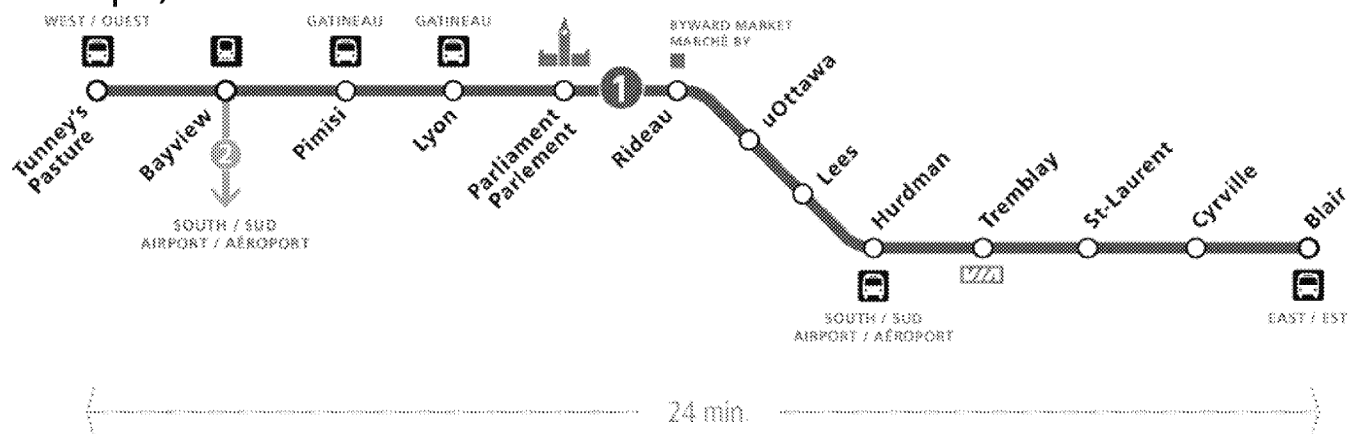 WEST / OUEST
GATINEAU
GATINEAU
BYWARD MARKET
MARCHÉ BY
1
Tunney's
Pasture
Bayview
Pimisi
Lyon
Parliament
Parlement
Rideau
uOttawa
Lees
Hurdman
Tremblay
St-Laurent
Cyrville
Blair
2
SOUTH / SUD
AIRPORT / AÉROPORT
VIA
SOUTH / SUD
AIRPORT / AÉROPORT
EAST / EST
24 min.